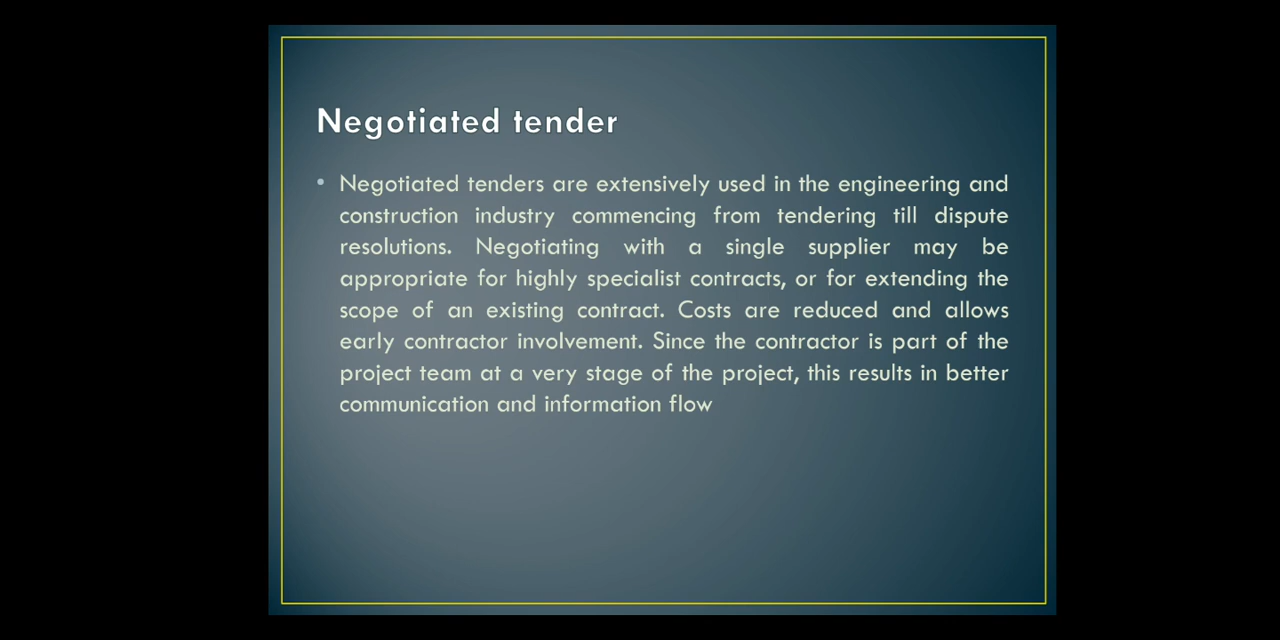 Negotiated tender
• Negotiated tenders are extensively used in the engineering and
construction industry commencing from tendering till dispute
resolutions. Negotiating with a single supplier may be
appropriate for highly specialist contracts, or for extending the
scope of an existing contract. Costs are reduced and allows
early contractor involvement. Since the contractor is part of the
project team at a very stage of the project, this results in better
communication and information flow